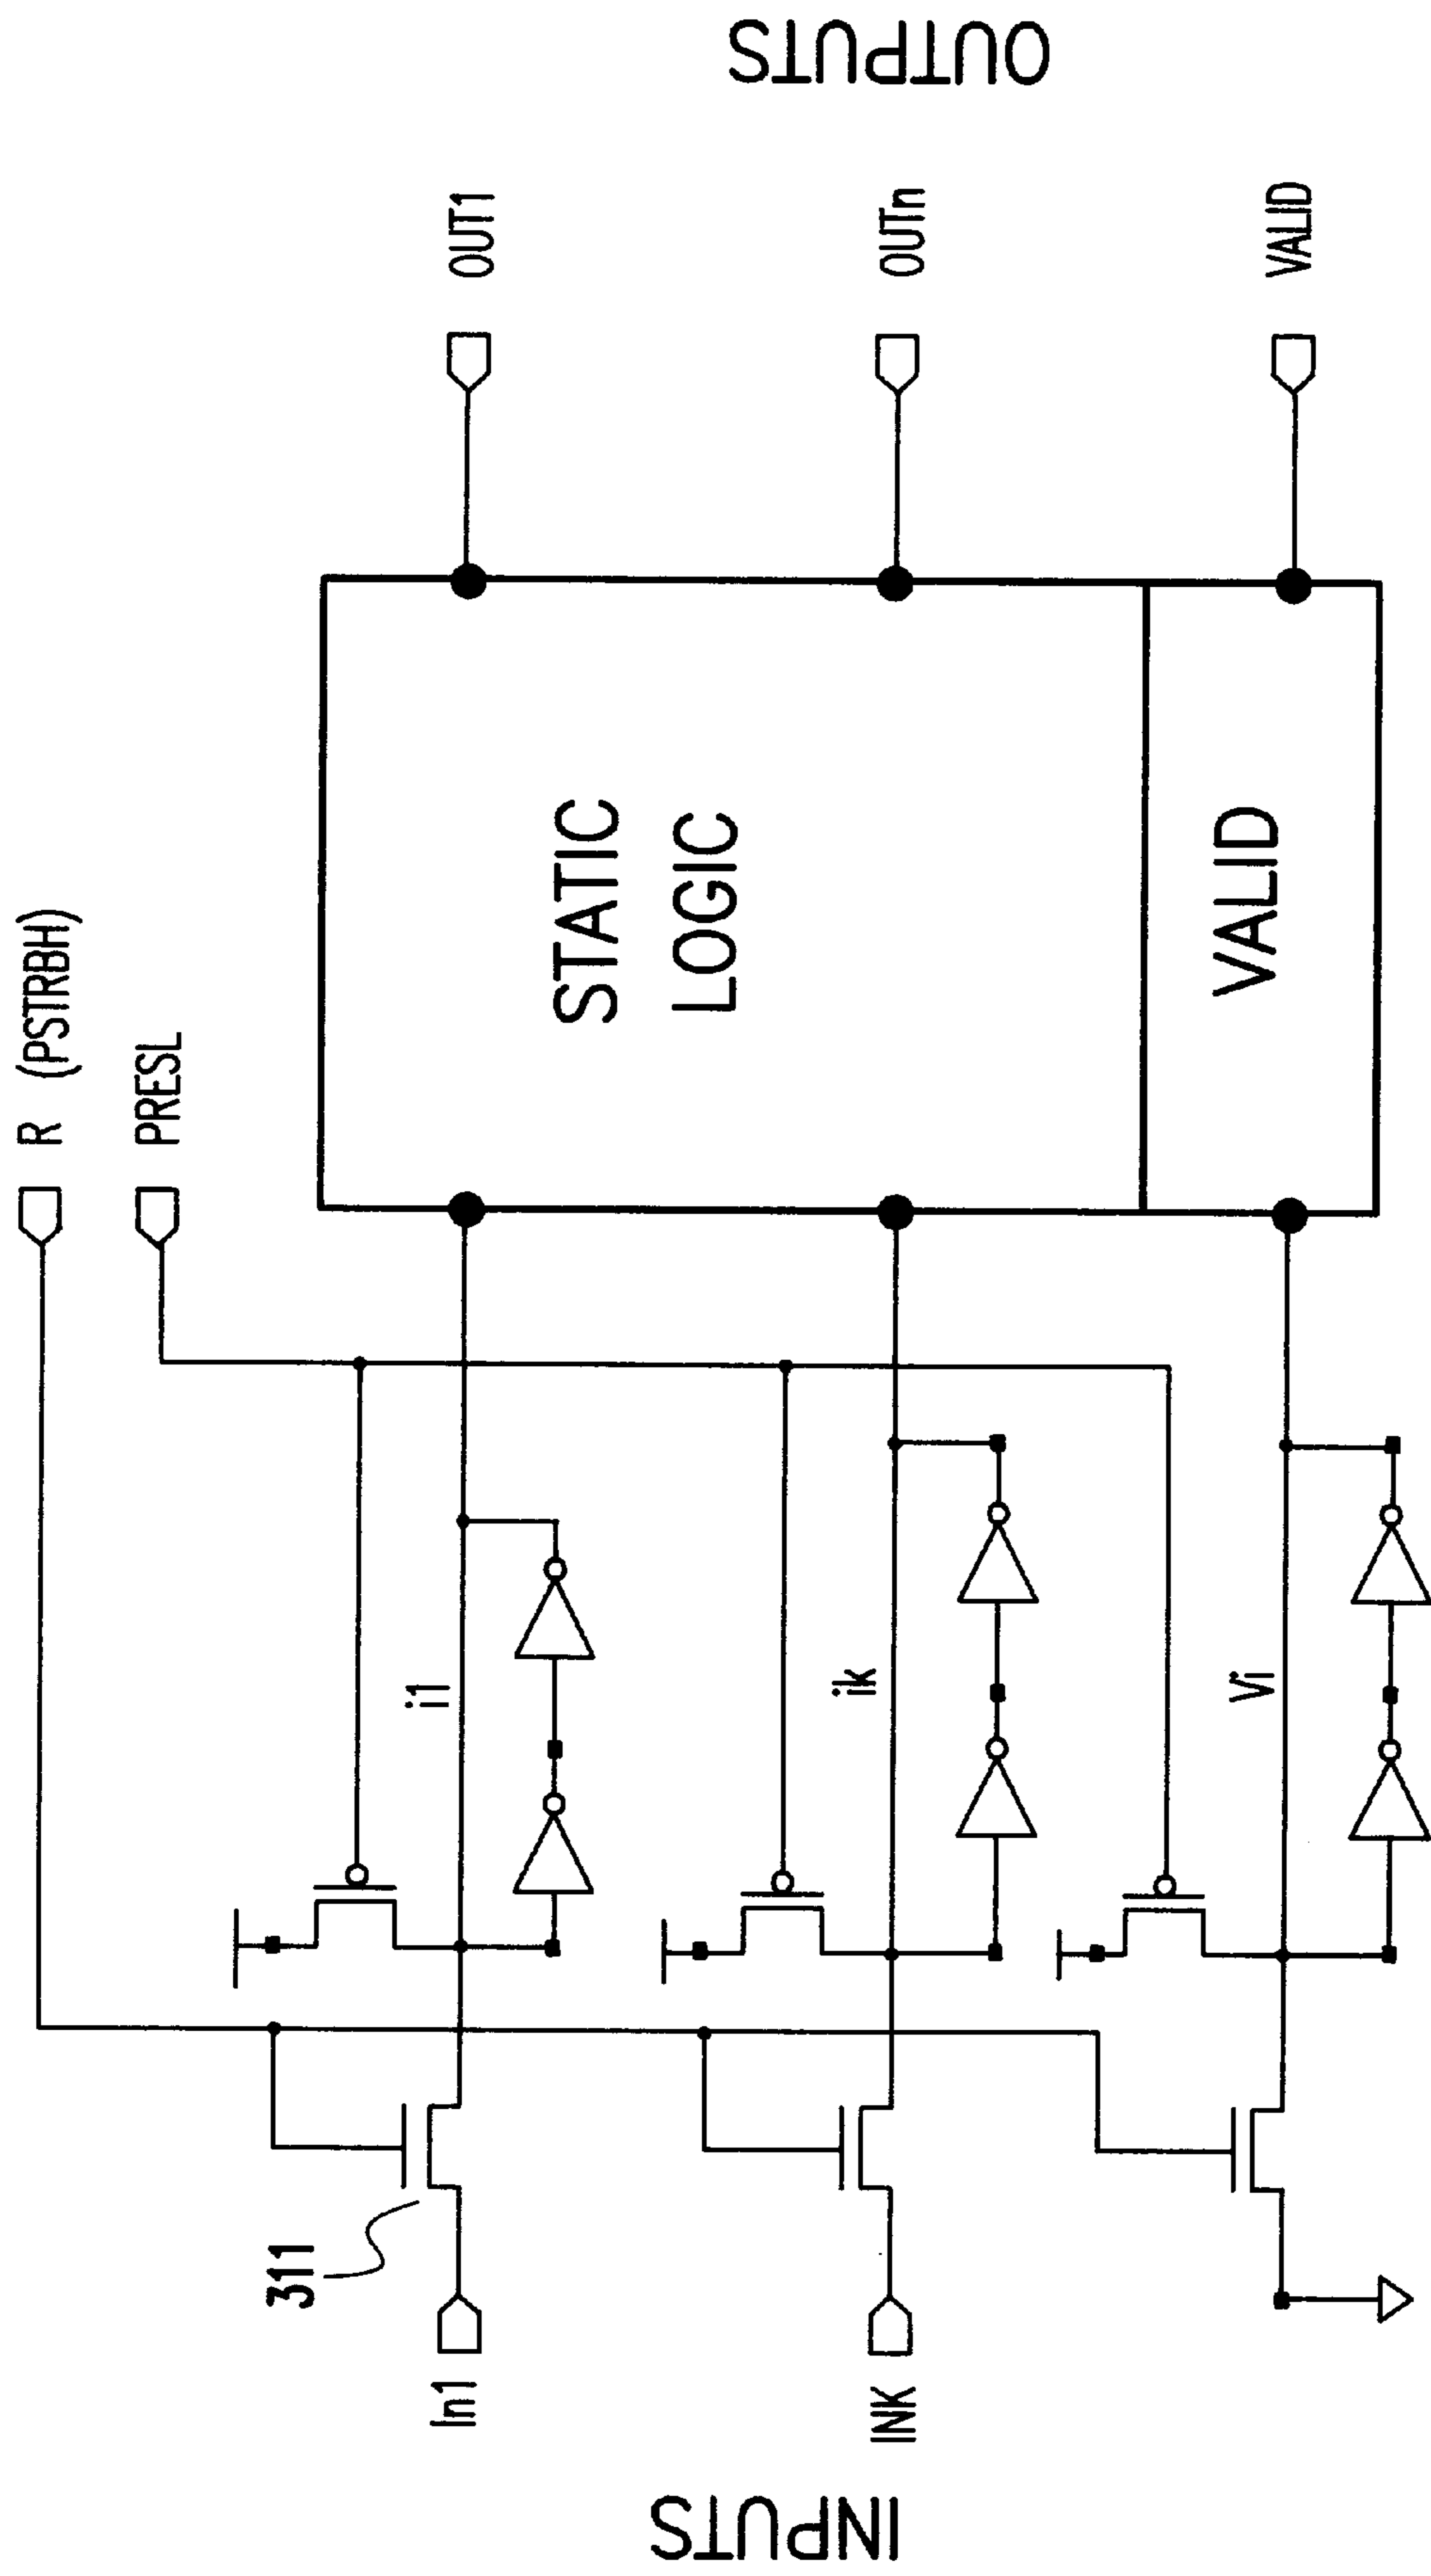 R (PSTRBH)
PRESL
INPUTS
In1
311
i1
STATIC
LOGIC
OUT1
INK
ik
OUTn
Vi
VALID
VALID
OUTPUTS